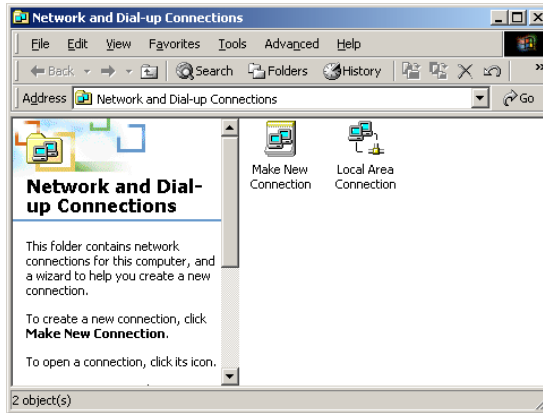 Network and Dial-up Connections
File Edit View Favorites Tools Advanced Help
Back Search Folders History
Address Network and Dial-up Connections Go
Network and Dial-
up Connections
This folder contains network
connections for this computer, and
a wizard to help you create a new
connection.
To create a new connection, click
Make New Connection.
To open a connection, click its icon.
Make New
Connection
Local Area
Connection
2 object(s)